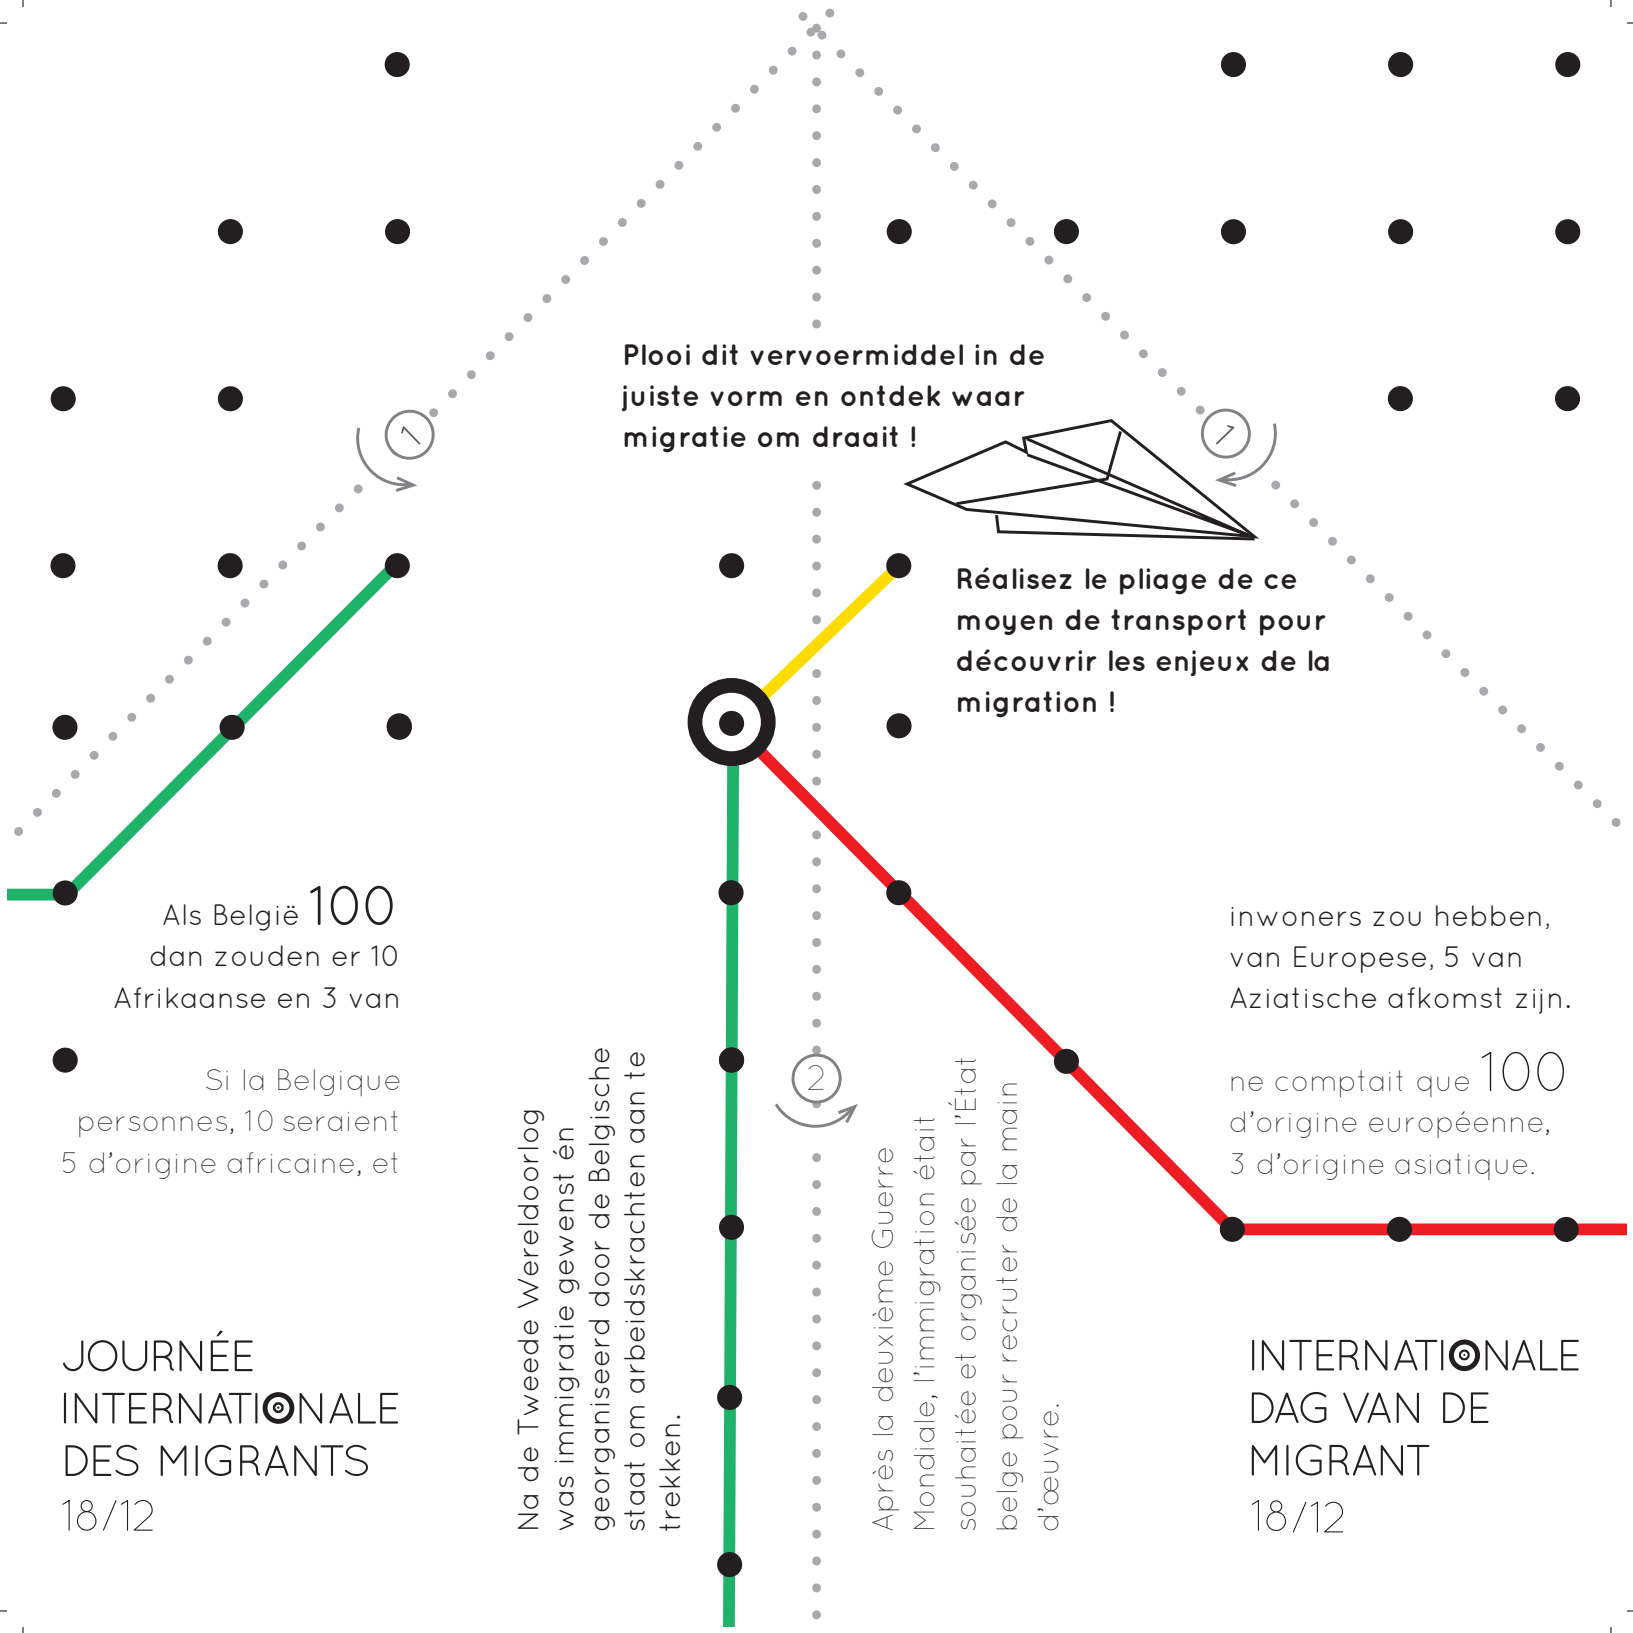 Plooi dit vervoermiddel in de
juiste vorm en ontdek waar
migratie om draait !
1
1
Réalisez le pliage de ce
moyen de transport pour
découvrir les enjeux de la
migration !
Als België 100
dan zouden er 10
Afrikaanse en 3 van
inwoners zou hebben,
van Europese, 5 van
Aziatische afkomst zijn.
Si la Belgique
personnes, 10 seraient
5 d’origine africaine, et
ne comptait que 100
d’origine européenne,
3 d’origine asiatique.
2
Na de Tweede Wereldoorlog
was immigratie gewenst én
georganiseerd door de Belgische
staat om arbeidskrachten aan te
trekken.
Après la deuxième Guerre
Mondiale, l’immigration était
souhaitée et organisée par l’État
belge pour recruter de la main
d’œuvre.
JOURNÉE
INTERNATIONALE
DES MIGRANTS
18/12
INTERNATIONALE
DAG VAN DE
MIGRANT
18/12